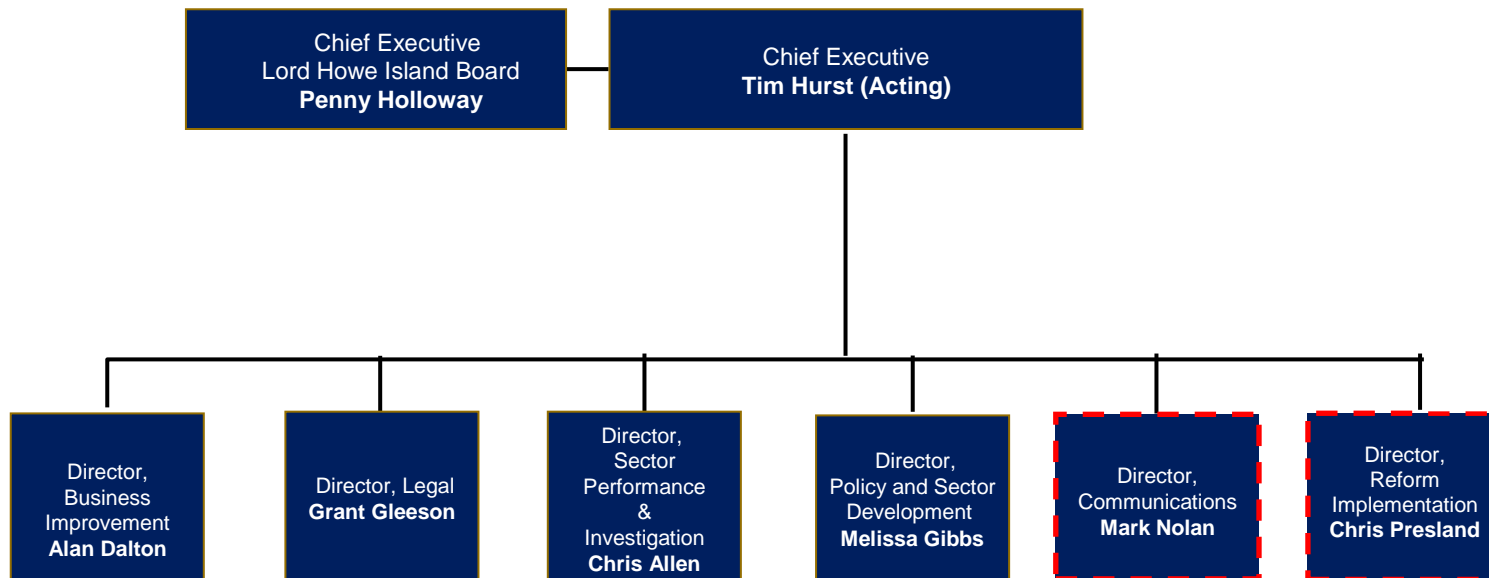 Chief Executive
Lord Howe Island Board
Penny Holloway
Chief Executive
Tim Hurst (Acting)
Director,
Business
Improvement
Alan Dalton
Director, Legal
Grant Gleeson
Director,
Sector
Performance
&
Investigation
Chris Allen
Director,
Policy and Sector
Development
Melissa Gibbs
Director,
Communications
Mark Nolan
Director,
Reform
Implementation
Chris Presland